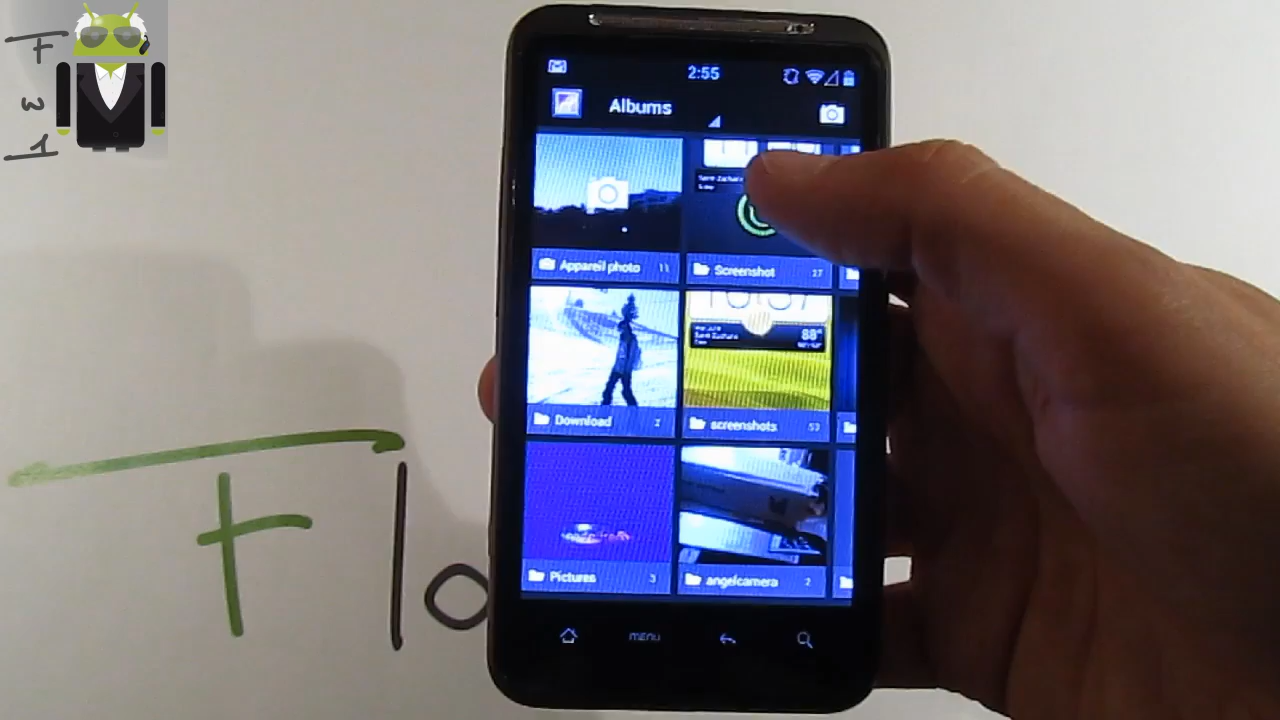 F
w
1
2:55
Albums
Appareil photo 11
Screenshot 27
Download 2
screenshots 53
88°
Pictures 3
angelcamera 2
MENU
Flo